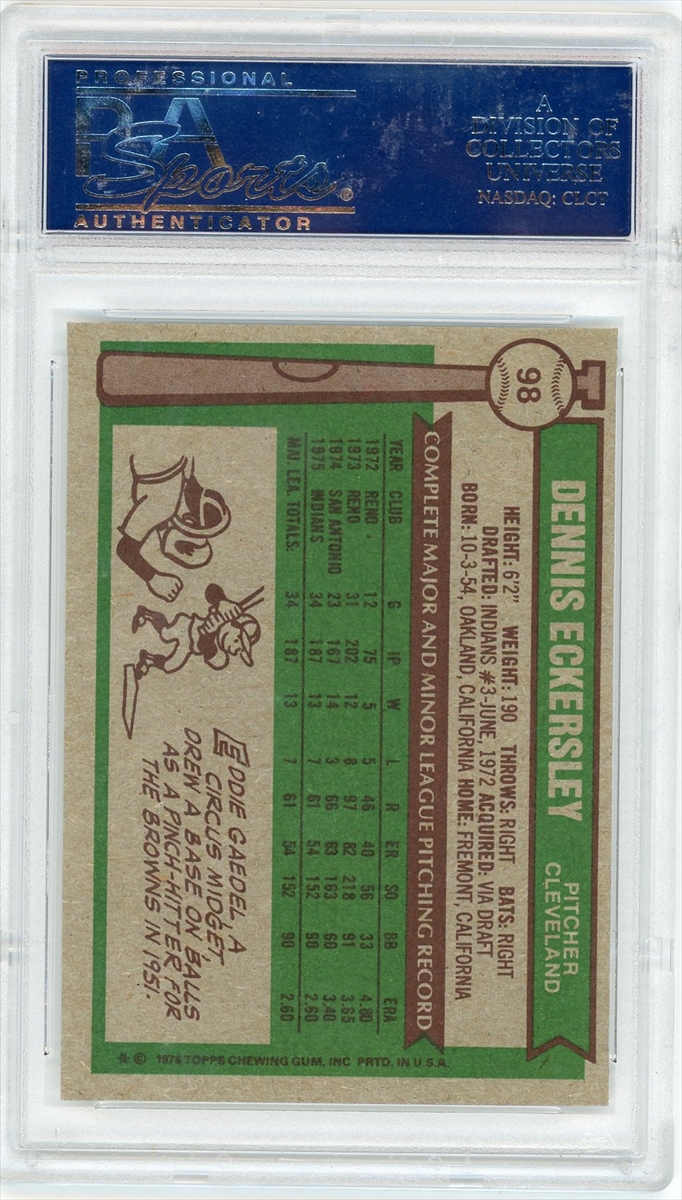 PROFESSIONAL
PSA
Sports®
AUTHENTICATOR
A
DIVISION OF
COLLECTORS
UNIVERSE
NASDAQ: CLCT
98
DENNIS ECKERSLEY
PITCHER
CLEVELAND
HEIGHT: 6'2" WEIGHT: 190 THROWS: RIGHT BATS: RIGHT
DRAFTED: INDIANS #3-JUNE, 1972 ACQUIRED: VIA DRAFT
BORN: 10-3-54, OAKLAND, CALIFORNIA HOME: FREMONT, CALIFORNIA
COMPLETE MAJOR AND MINOR LEAGUE PITCHING RECORD
YEAR CLUB G IP W L R ER SO BB ERA
1972 RENO 12 75 5 5 46 40 56 33 4.80
1973 RENO 31 202 12 8 97 82 218 91 3.65
1974 SAN ANTONIO 23 167 14 3 66 63 163 60 3.40
1975 INDIANS 34 187 13 7 61 54 152 90 2.60
MAJ. LEA. TOTALS: 34 187 13 7 61 54 152 90 2.60
EDDIE GAEDEL A
CIRCUS MIDGET,
DREW A BASE ON BALLS
AS A PINCH-HITTER FOR
THE BROWNS IN 1951.
* © 1976 TOPPS CHEWING GUM, INC PRTD. IN U.S.A.